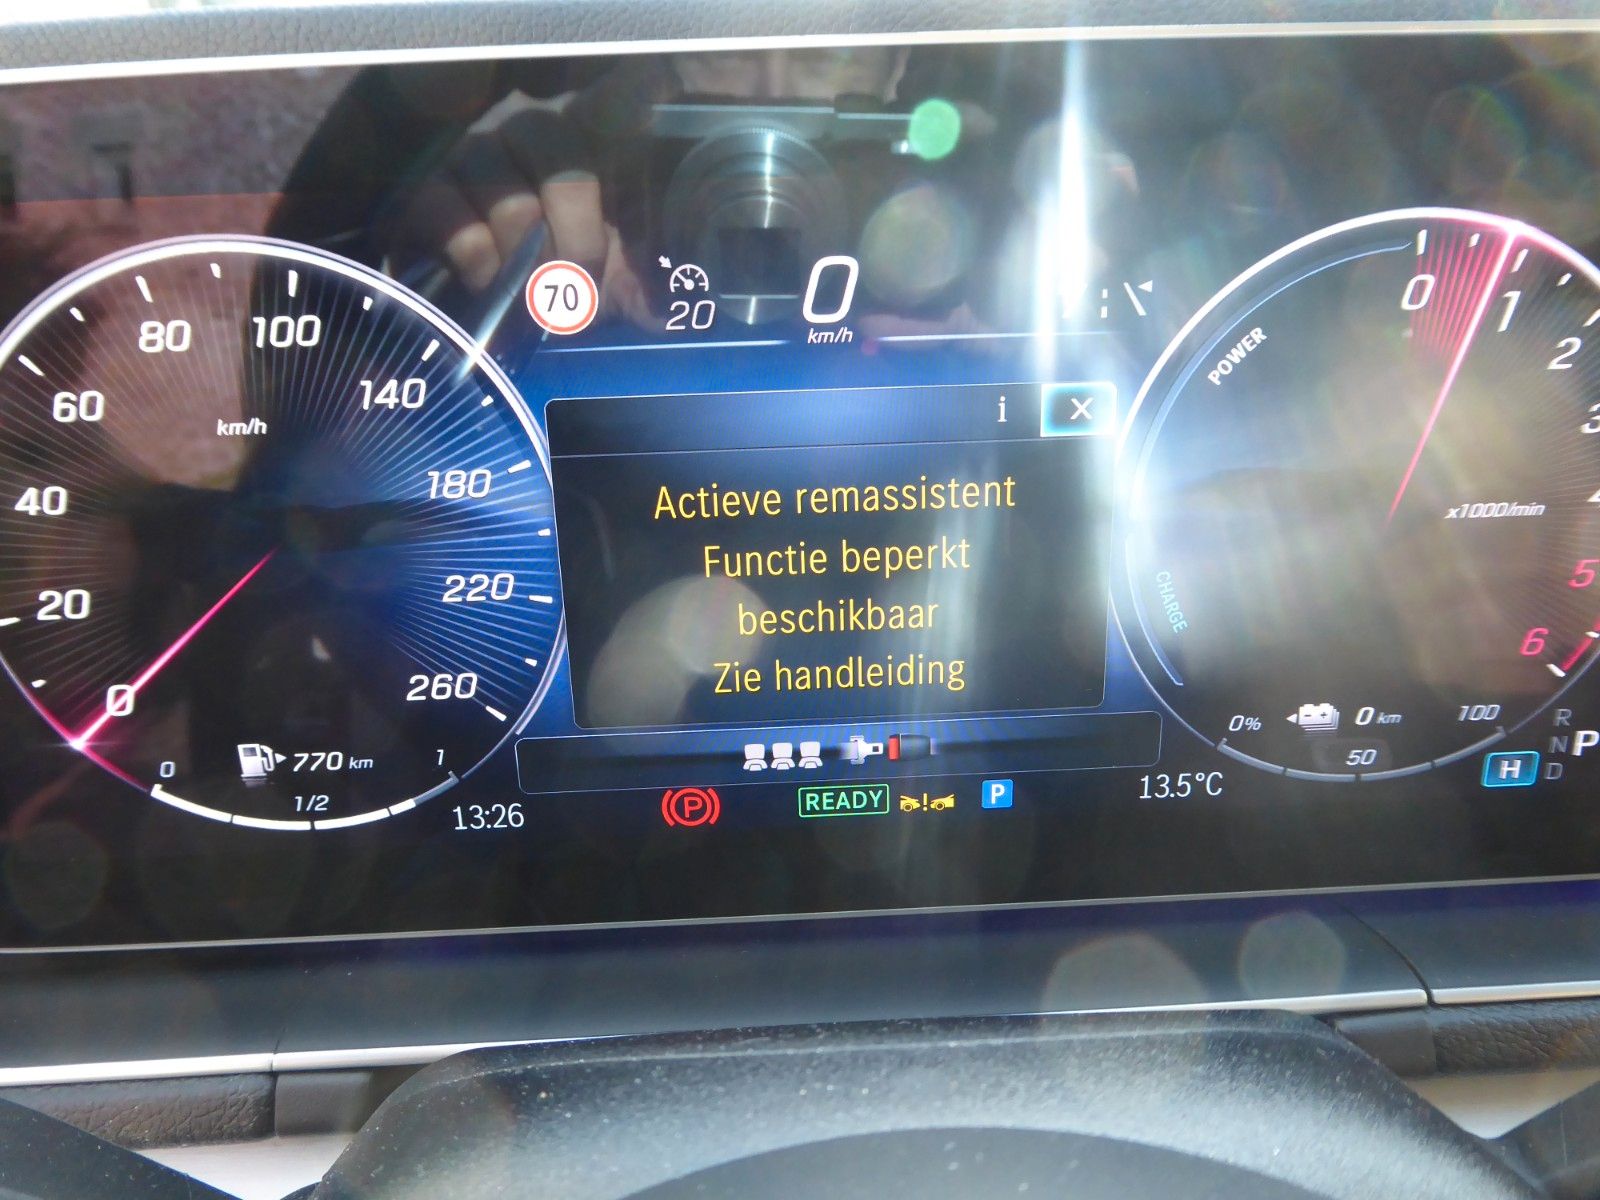 70
20
0
km/h
i X
Actieve remassistent
Functie beperkt
beschikbaar
Zie handleiding
0
20
40
60
80
100
140
180
220
260
km/h
0
1/2
1
770 km
13:26
P
READY
!
P
13.5°C
POWER
CHARGE
0
1
2
3
4
5
6
x1000/min
0%
50
100
0 km
H
R
N
D
P